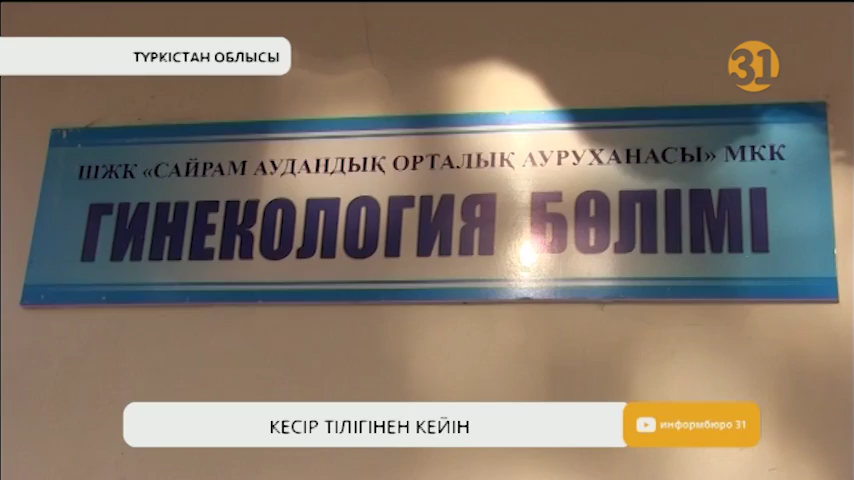 ТҮРКІСТАН ОБЛЫСЫ
31
ШЖҚ «САЙРАМ АУДАНДЫҚ ОРТАЛЫҚ АУРУХАНАСЫ» МКК
ГИНЕКОЛОГИЯ БӨЛІМІ
КЕСІР ТІЛІГІНЕН КЕЙІН
информбюро 31